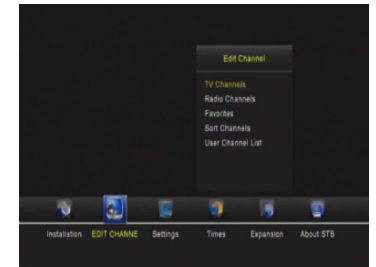 Edit Channel
TV Channels
Radio Channels
Favorites
Sort Channels
User Channel List
Installation EDIT CHANNE Settings Times Expansion About STB